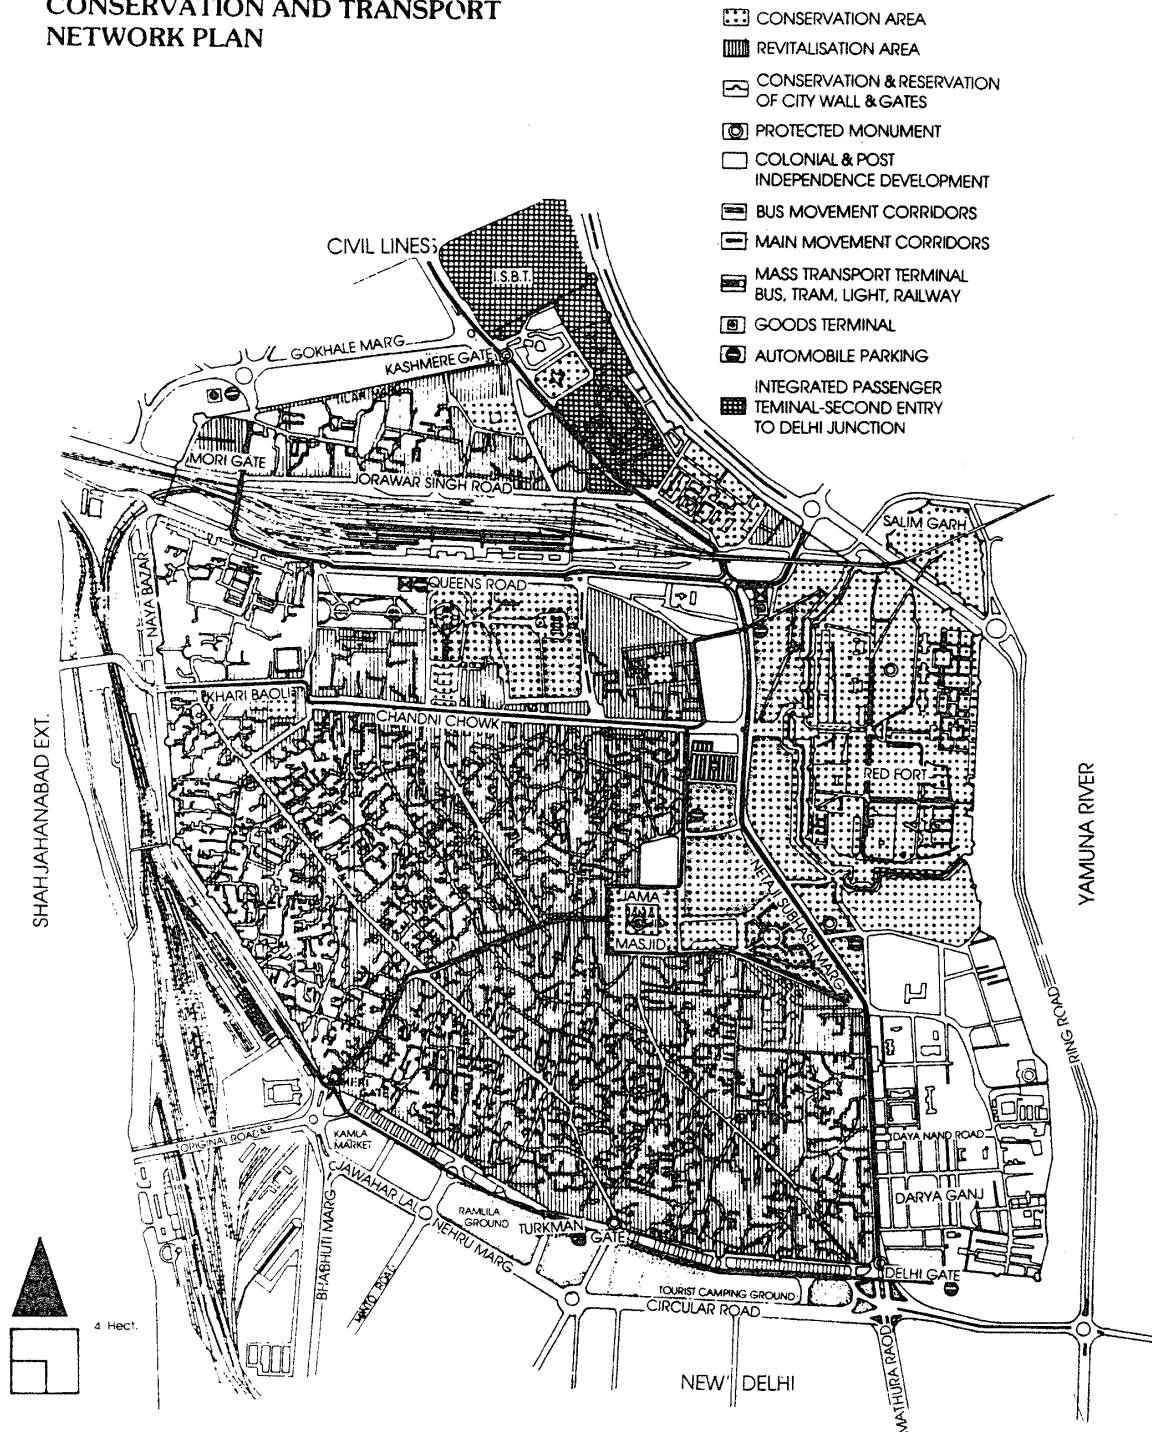 CONSERVATION AND TRANSPORT
NETWORK PLAN
CONSERVATION AREA
REVITALISATION AREA
CONSERVATION & RESERVATION
OF CITY WALL & GATES
PROTECTED MONUMENT
COLONIAL & POST
INDEPENDENCE DEVELOPMENT
BUS MOVEMENT CORRIDORS
MAIN MOVEMENT CORRIDORS
MASS TRANSPORT TERMINAL
BUS, TRAM, LIGHT, RAILWAY
GOODS TERMINAL
AUTOMOBILE PARKING
INTEGRATED PASSENGER
TEMINAL-SECOND ENTRY
TO DELHI JUNCTION
CIVIL LINES
I.S.B.T.
GOKHALE MARG
KASHMERE GATE
MORI GATE
JORAWAR SINGH ROAD
SALIM GARH
NAYA BAZAR
QUEENS ROAD
KHARI BAOLI
CHANDNI CHOWK
RED FORT
SHAHJAHANABAD EXT.
YAMUNA RIVER
JAMA
MASJID
NETAJI SUBHASH MARG
RING ROAD
GATE
KAMLA
MARKET
ORIGINAL ROAD
DAYA NAND ROAD
DARYA GANJ
JAWAHAR LAL
NEHRU MARG
RAMLILA
GROUND
TURKMAN
GATE
BHABHUTI MARG
DELHI GATE
TOURIST CAMPING GROUND
CIRCULAR ROAD
4 Hect.
NEW DELHI
MATHURA RAOD